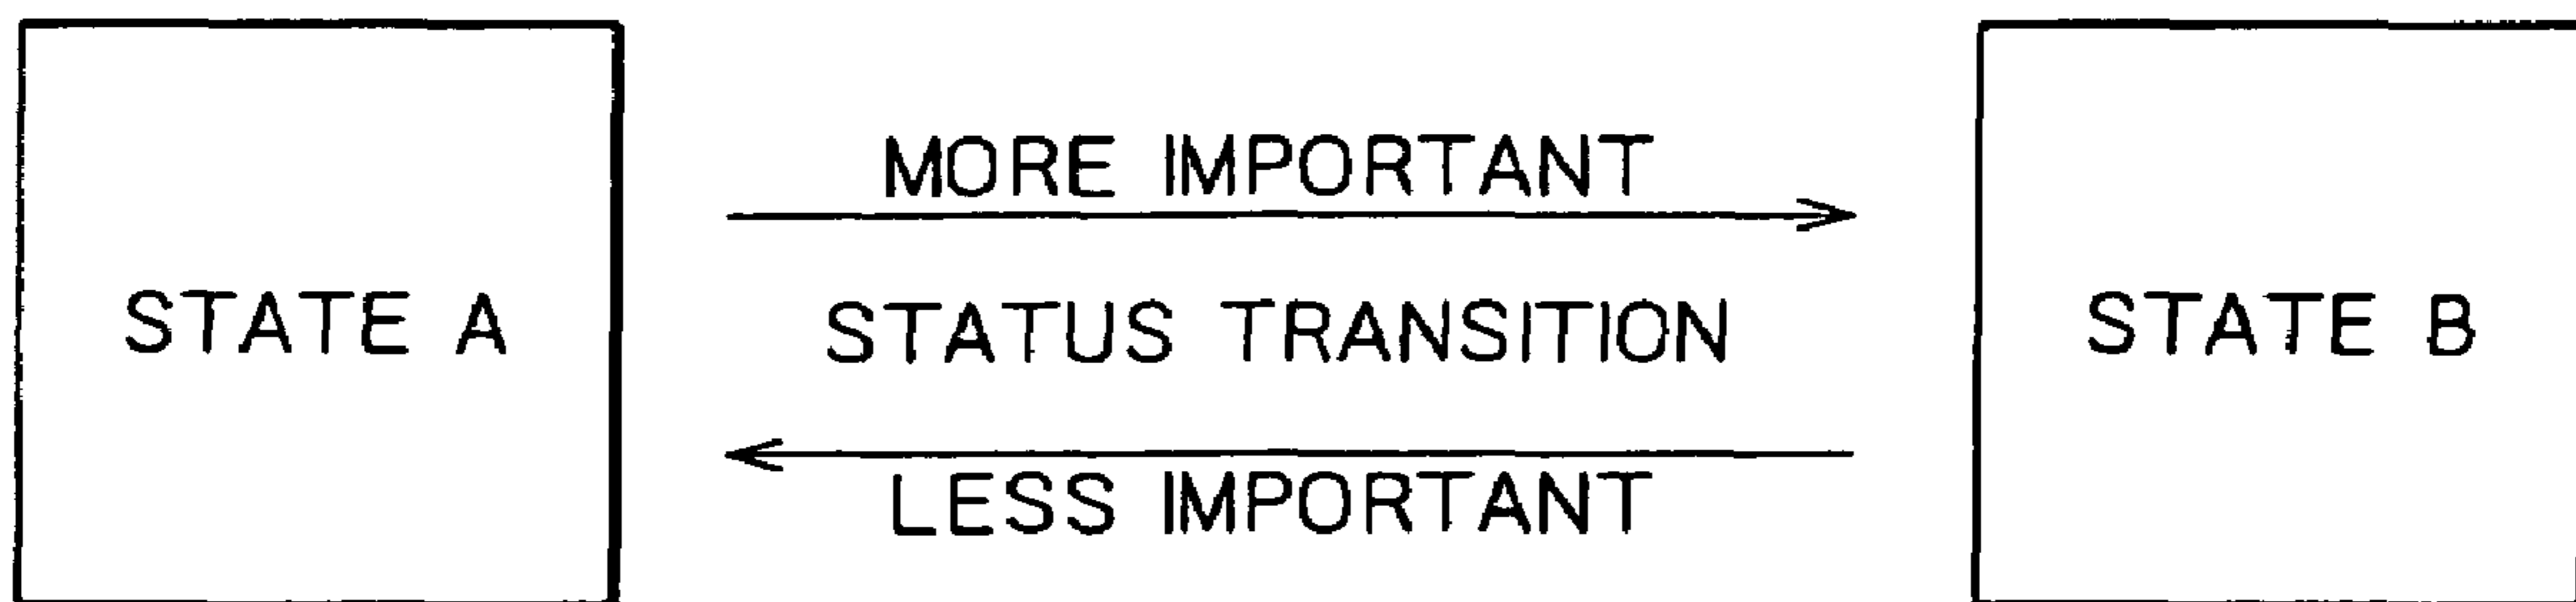 STATE A
MORE IMPORTANT
STATUS TRANSITION
LESS IMPORTANT
STATE B